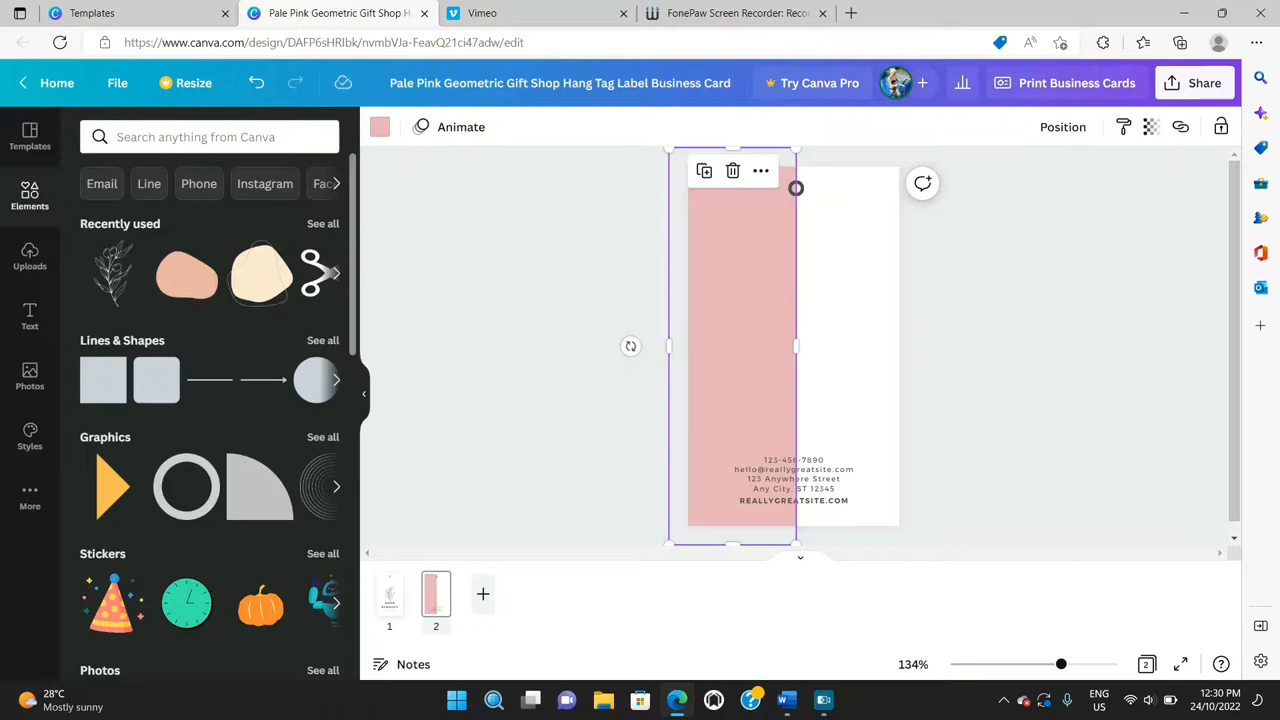 Templates
Pale Pink Geometric Gift Shop Ha
Vimeo
FonePaw Screen Recorder: Recor
https://www.canva.com/design/DAFP6sHRIbk/nvmbVJa-FeavQ21ci47adw/edit
Home
File
Resize
Pale Pink Geometric Gift Shop Hang Tag Label Business Card
Try Canva Pro
Print Business Cards
Share
Templates
Elements
Uploads
Text
Photos
Styles
More
Search anything from Canva
Email
Line
Phone
Instagram
Fac
Recently used
See all
Lines & Shapes
See all
Graphics
See all
Stickers
See all
Photos
See all
Animate
Position
123-456-7890
hello@reallygreatsite.com
123 Anywhere Street
Any City, ST 12345
REALLYGREATSITE.COM
1
2
Notes
134%
2
28°C
Mostly sunny
ENG
US
12:30 PM
24/10/2022